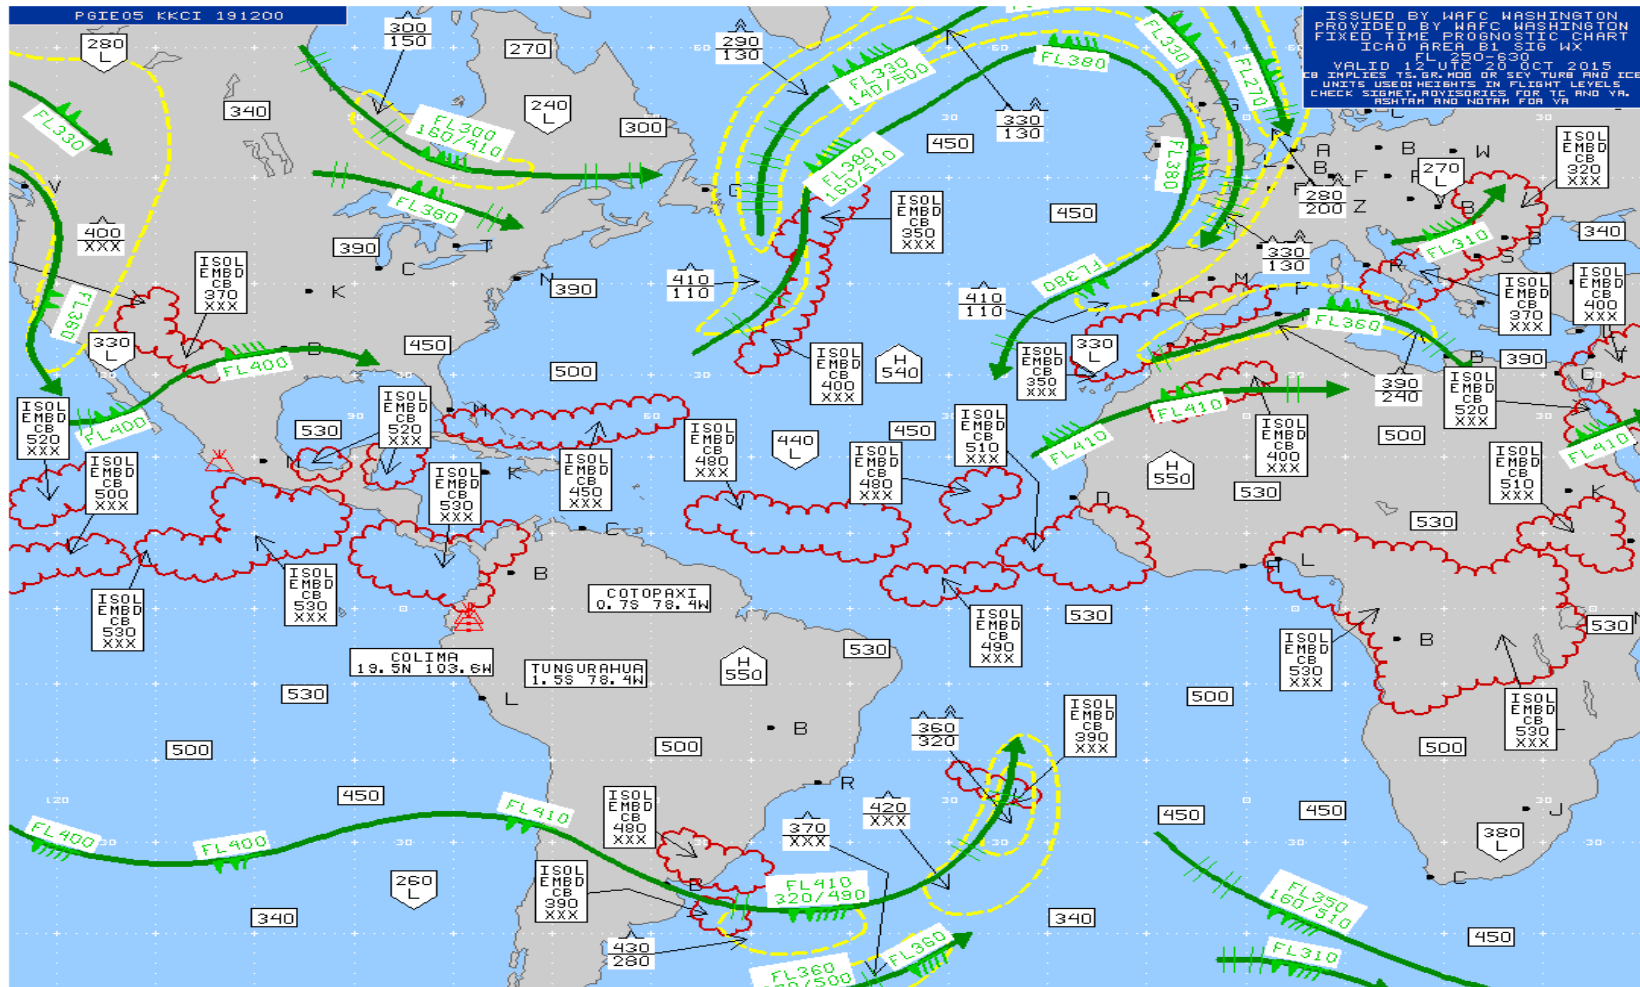 PGIE05 KKCI 191200
ISSUED BY WAFC WASHINGTON
PROVIDED BY WAFC WASHINGTON
FIXED TIME PROGNOSTIC CHART
ICAO AREA B1 SIG WX
FL 250-630
VALID 12 UTC 20 OCT 2015
CB IMPLIES TS, GR, MOD OR SEV TURB AND ICE
UNITS USED: HEIGHTS IN FLIGHT LEVELS
CHECK SIGMET, ADVISORIES FOR TC AND VA,
ASHTAM AND NOTAM FOR VA
280
L
300
150
270
290
130
FL330
140/500
FL380
FL330
FL270
340
240
L
300
FL300
160/410
330
130
450
FL380
160/510
FL380
FL330
ISOL
EMBD
CB
320
XXX
270
L
280
200
400
XXX
FL360
390
ISOL
EMBD
CB
350
XXX
450
FL310
340
330
130
ISOL
EMBD
CB
370
XXX
410
110
390
FL380
410
110
ISOL
EMBD
CB
370
XXX
ISOL
EMBD
CB
400
XXX
FL360
330
L
450
FL400
500
ISOL
EMBD
CB
400
XXX
H
540
330
L
ISOL
EMBD
CB
350
XXX
FL360
390
390
240
ISOL
EMBD
CB
520
XXX
ISOL
EMBD
CB
520
XXX
FL400
530
ISOL
EMBD
CB
520
XXX
ISOL
EMBD
CB
480
XXX
440
L
450
ISOL
EMBD
CB
510
XXX
FL410
FL410
ISOL
EMBD
CB
400
XXX
500
FL410
ISOL
EMBD
CB
500
XXX
ISOL
EMBD
CB
530
XXX
ISOL
EMBD
CB
450
XXX
ISOL
EMBD
CB
480
XXX
H
550
530
ISOL
EMBD
CB
510
XXX
530
ISOL
EMBD
CB
530
XXX
ISOL
EMBD
CB
530
XXX
COTOPAXI
0.7S 78.4W
ISOL
EMBD
CB
490
XXX
530
530
COLIMA
19.5N 103.6W
TUNGURAHUA
1.5S 78.4W
H
550
530
ISOL
EMBD
CB
530
XXX
530
500
ISOL
EMBD
CB
530
XXX
500
500
360
320
ISOL
EMBD
CB
390
XXX
500
450
450
450
FL400
FL400
FL410
ISOL
EMBD
CB
480
XXX
370
XXX
420
XXX
380
L
260
L
ISOL
EMBD
CB
390
XXX
FL410
320/490
FL350
160/510
340
340
450
430
280
FL360
FL360
FL310